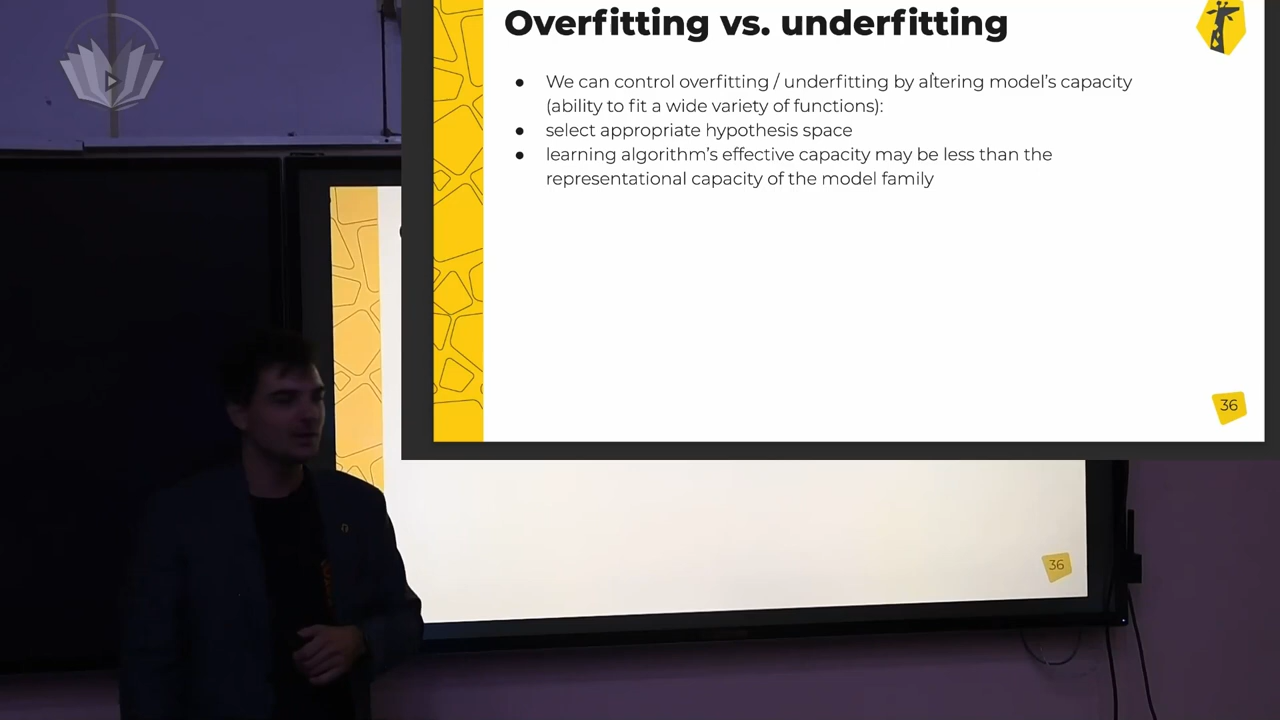 Overfitting vs. underfitting
● We can control overfitting / underfitting by altering model's capacity
(ability to fit a wide variety of functions):
● select appropriate hypothesis space
● learning algorithm's effective capacity may be less than the
representational capacity of the model family
36
36